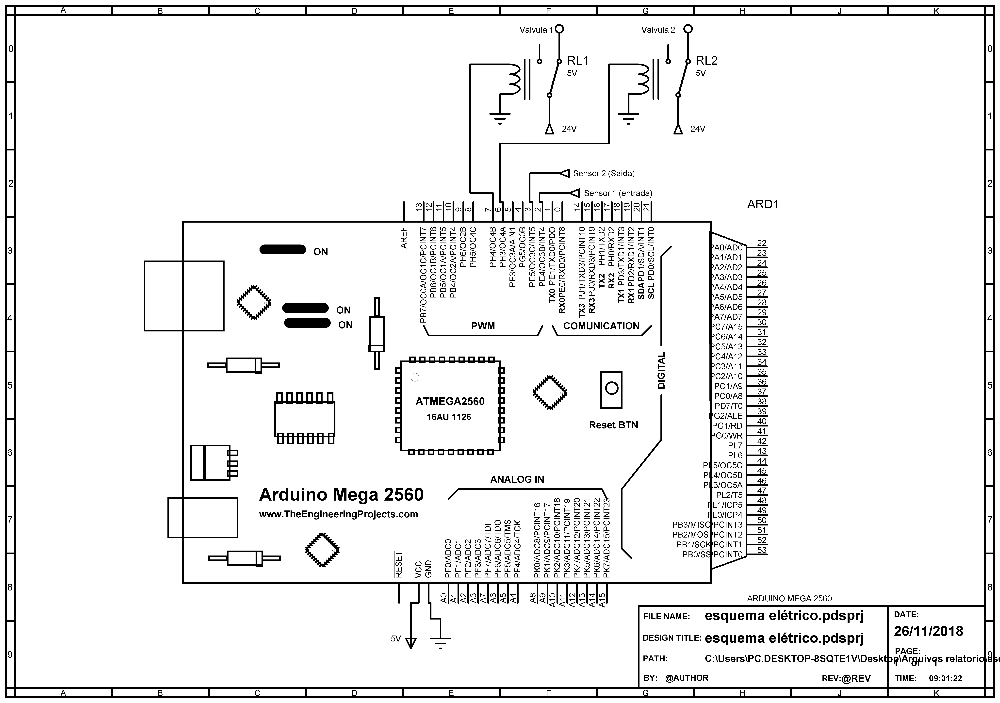 A B C D E F G H J K
0 0
1 1
2 2
3 3
4 4
5 5
6 6
7 7
8 8
9 9
Valvula 1
Valvula 2
RL1
5V
RL2
5V
24V
24V
Sensor 2 (Saida)
Sensor 1 (entrada)
ARD1
13 12 11 10 9 8 7 6 5 4 3 2 1 0 14 15 16 17 18 19 20 21
AREF
PB7/OC0A/OC1C/PCINT7
PB6/OC1B/PCINT6
PB5/OC1A/PCINT5
PB4/OC2A/PCINT4
PH6/OC2B
PH5/OC4C
PH4/OC4B
PH3/OC4A
PE3/OC3A/AIN1
PG5/OC0B
PE5/OC3C/INT5
PE4/OC3B/INT4
TX0 PE1/TXD0/PDO
RX0PE0/RXD0/PCINT8
TX3 PJ1/TXD3/PCINT10
RX3 PJ0/RXD3/PCINT9
TX2 PH1/TXD2
RX2 PH0/RXD2
TX1 PD3/TXD1/INT3
RX1 PD2/RXD1/INT2
SDAPD1/SDA/INT1
SCL PD0/SCL/INT0
ON
ON
ON
PWM
COMUNICATION
DIGITAL
ATMEGA2560
16AU 1126
Reset BTN
PA0/AD0 22
PA1/AD1 23
PA2/AD2 24
PA3/AD3 25
PA4/AD4 26
PA5/AD5 27
PA6/AD6 28
PA7/AD7 29
PC7/A15 30
PC6/A14 31
PC5/A13 32
PC4/A12 33
PC3/A11 34
PC2/A10 35
PC1/A9 36
PC0/A8 37
PD7/T0 38
PG2/ALE 39
PG1/RD 40
PG0/WR 41
PL7 42
PL6 43
PL5/OC5C 44
PL4/OC5B 45
PL3/OC5A 46
PL2/T5 47
PL1/ICP5 48
PL0/ICP4 49
PB3/MISO/PCINT3 50
PB2/MOSI/PCINT2 51
PB1/SCK/PCINT1 52
PB0/SS/PCINT0 53
ANALOG IN
Arduino Mega 2560
www.TheEngineeringProjects.com
RESET
VCC
GND
PF0/ADC0
PF1/ADC1
PF2/ADC2
PF3/ADC3
PF7/ADC7/TDI
PF6/ADC6/TDO
PF5/ADC5/TMS
PF4/ADC4/TCK
PK0/ADC8/PCINT16
PK1/ADC9/PCINT17
PK2/ADC10/PCINT18
PK3/ADC11/PCINT19
PK4/ADC12/PCINT20
PK5/ADC13/PCINT21
PK6/ADC14/PCINT22
PK7/ADC15/PCINT23
A0 A1 A2 A3 A7 A6 A5 A4 A8 A9 A10 A11 A12 A13 A14 A15
5V
ARDUINO MEGA 2560
FILE NAME: esquema elétrico.pdsprj
DESIGN TITLE: esquema elétrico.pdsprj
PATH: C:\Users\PC.DESKTOP-8SQTE1V\Desktop\Arquivos relatorio\es
BY: @AUTHOR
REV:@REV
DATE:
26/11/2018
PAGE:
1 of 1
TIME: 09:31:22
A B C D E F G H J K